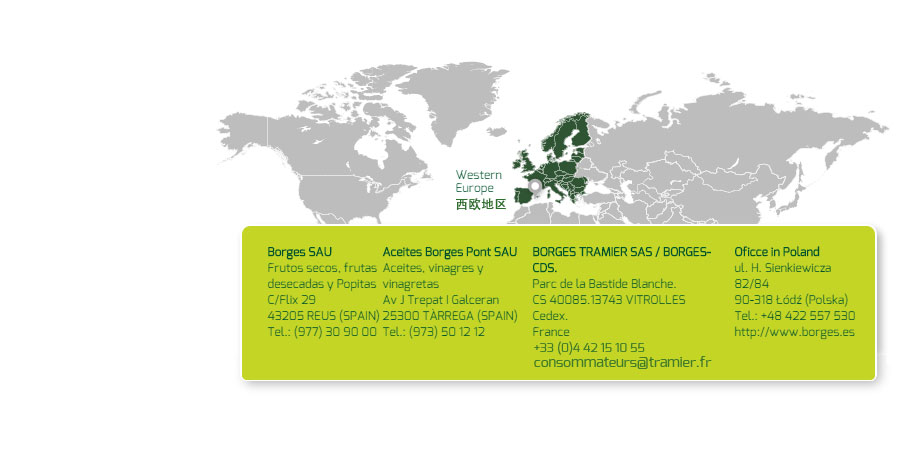 Western
Europe
西欧地区
Borges SAU
Frutos secos, frutas
desecadas y Popitas
C/Flix 29
43205 REUS (SPAIN)
Tel.: (977) 30 90 00
Aceites Borges Pont SAU
Aceites, vinagres y
vinagretas
Av J Trepat I Galceran
25300 TÀRREGA (SPAIN)
Tel.: (973) 50 12 12
BORGES TRAMIER SAS / BORGES-
CDS.
Parc de la Bastide Blanche.
CS 40085.13743 VITROLLES
Cedex.
France
+33 (0)4 42 15 10 55
consommateurs@tramier.fr
Oficce in Poland
ul. H. Sienkiewicza
82/84
90-318 Łódź (Polska)
Tel.: +48 422 557 530
http://www.borges.es